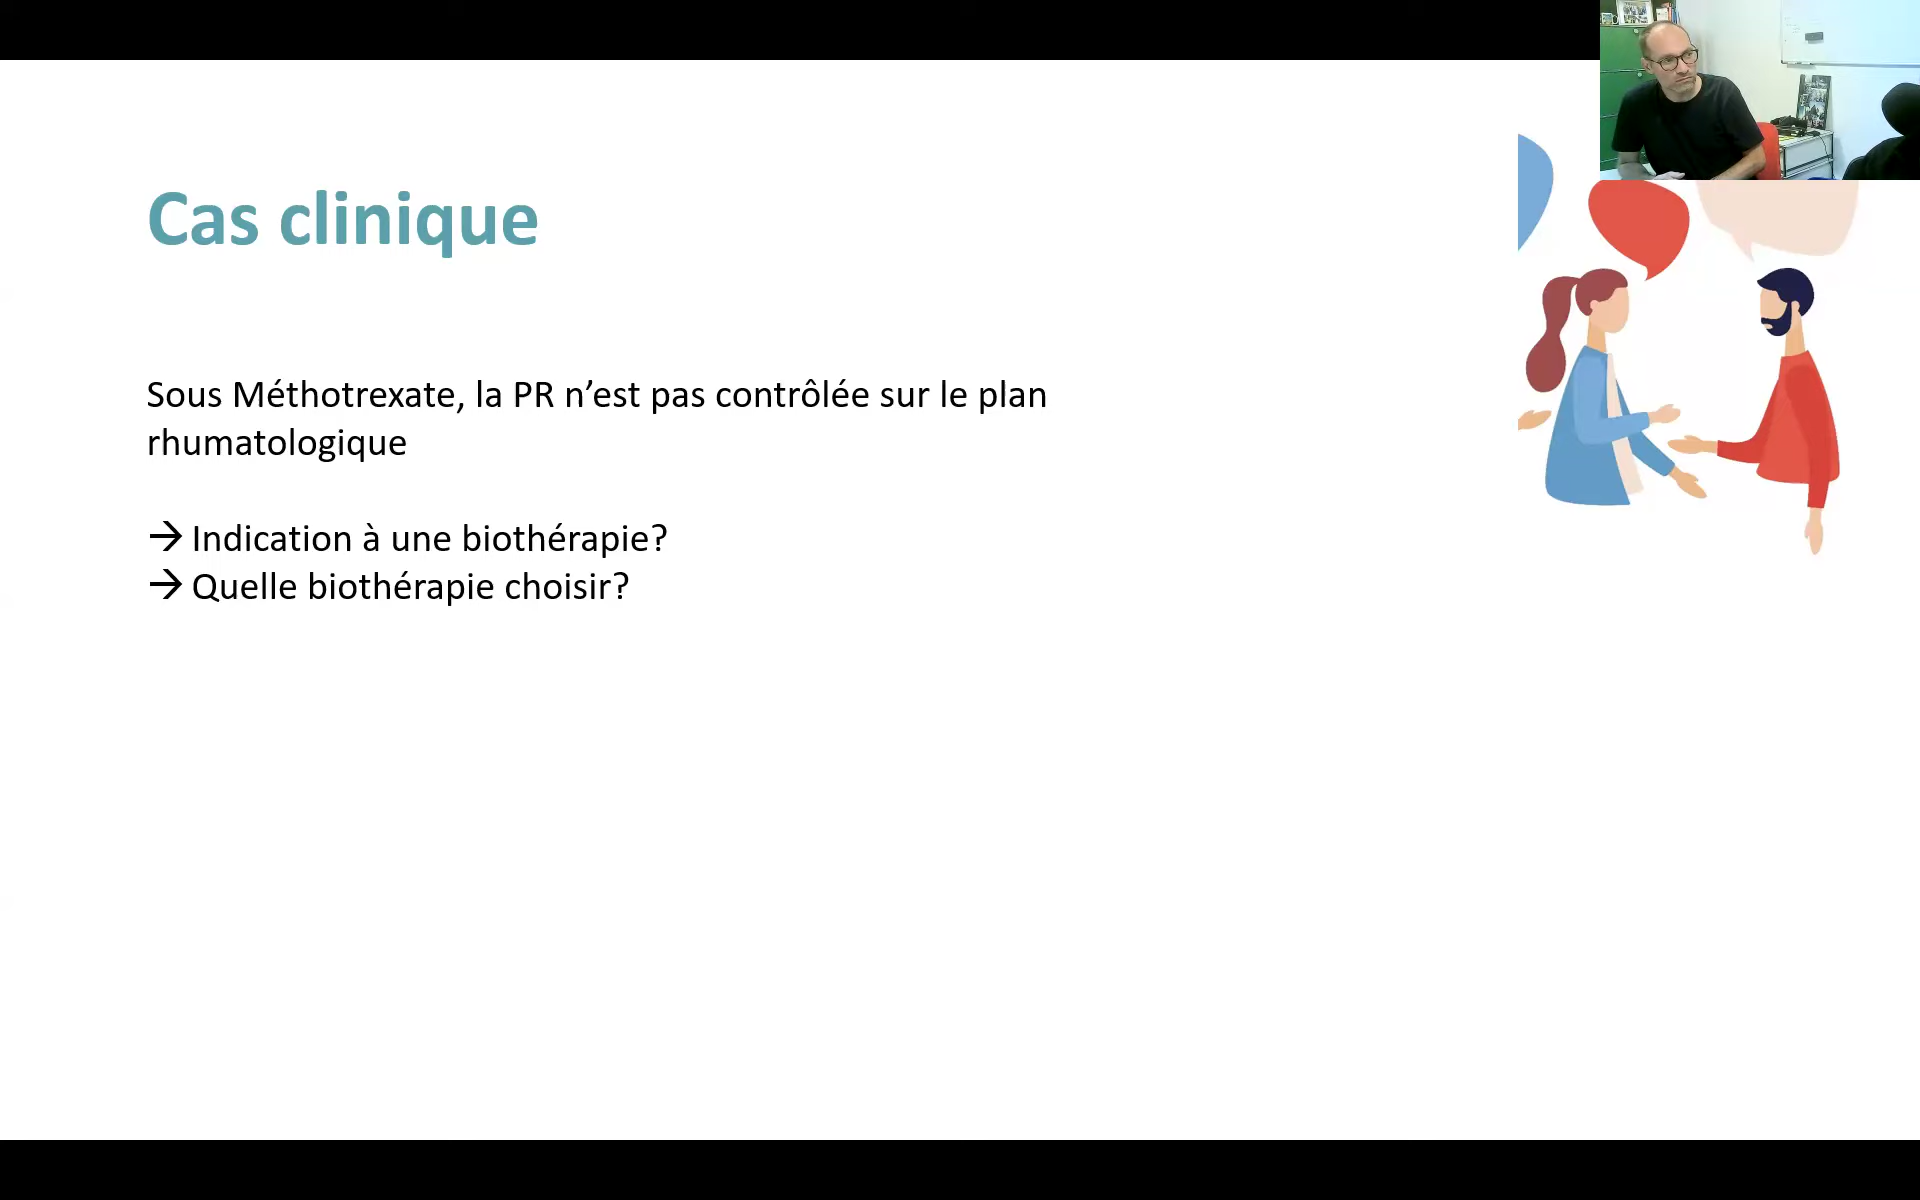 Cas clinique
Sous Méthotrexate, la PR n’est pas contrôlée sur le plan
rhumatologique
→ Indication à une biothérapie?
→ Quelle biothérapie choisir?